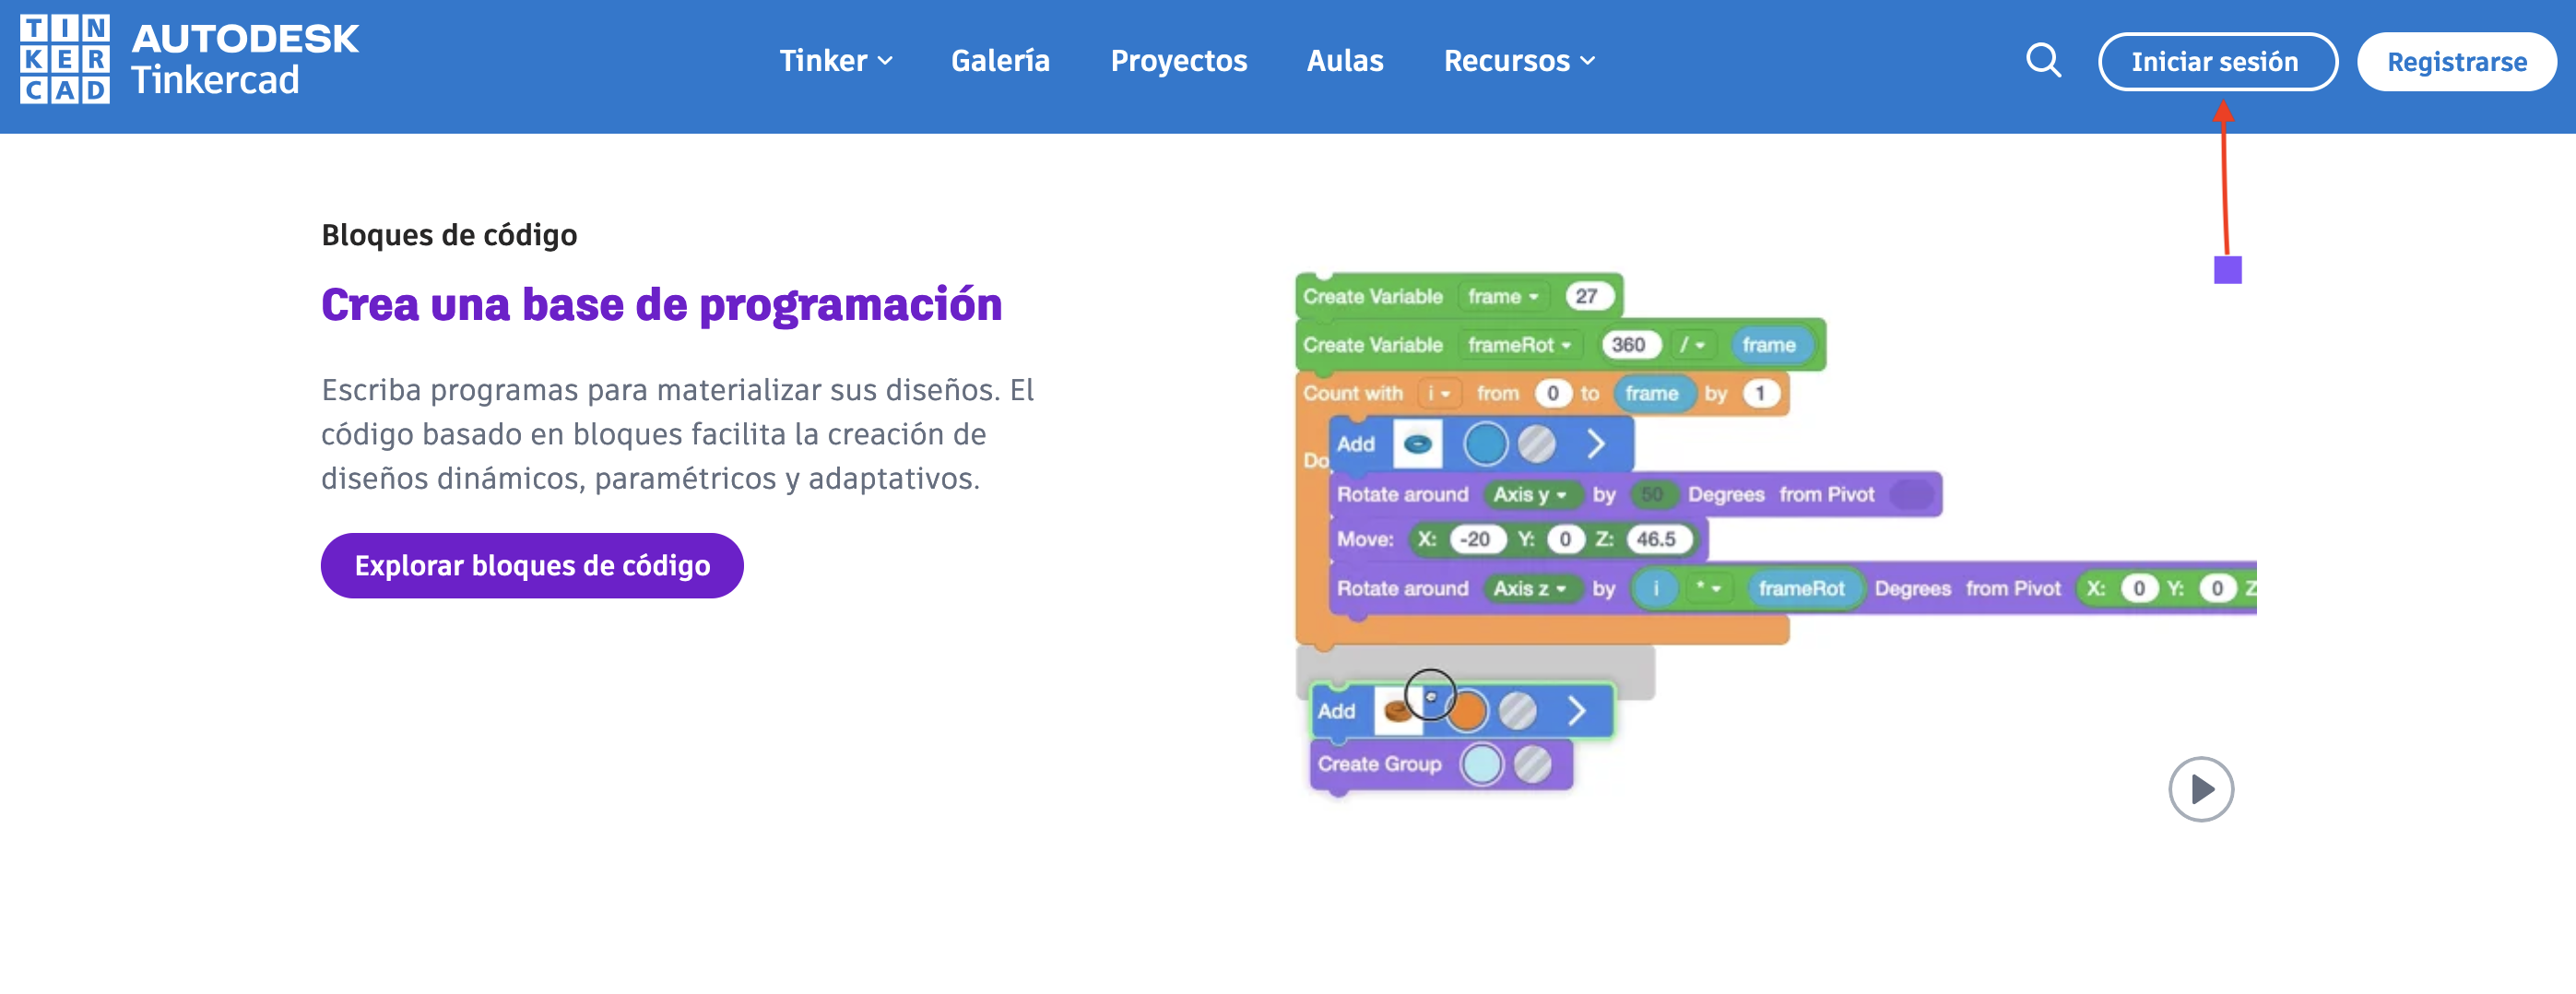 TINKERCAD
AUTODESK
Tinkercad
Tinker
Galería
Proyectos
Aulas
Recursos
Iniciar sesión
Registrarse
Bloques de código
Crea una base de programación
Escriba programas para materializar sus diseños. El
código basado en bloques facilita la creación de
diseños dinámicos, paramétricos y adaptativos.
Explorar bloques de código
Create Variable frame 27
Create Variable frameRot 360 / frame
Count with i from 0 to frame by 1
Add
Do
Rotate around Axis y by 50 Degrees from Pivot
Move: X: -20 Y: 0 Z: 46.5
Rotate around Axis z by i * frameRot Degrees from Pivot X: 0 Y: 0 Z
Add
Create Group